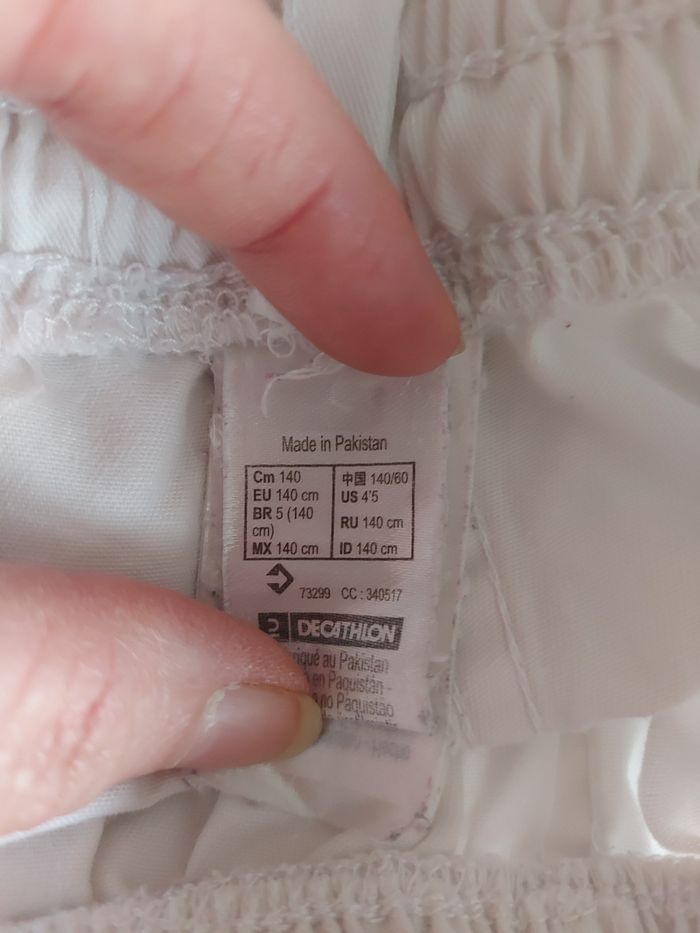 Made in Pakistan
Cm 140
EU 140 cm
BR 5 (140
cm)
MX 140 cm
中国 140/60
US 4'5
RU 140 cm
ID 140 cm
73299 CC : 340517
DECATHLON
riqué au Pakistan
en Paquistán -
no Paquistão